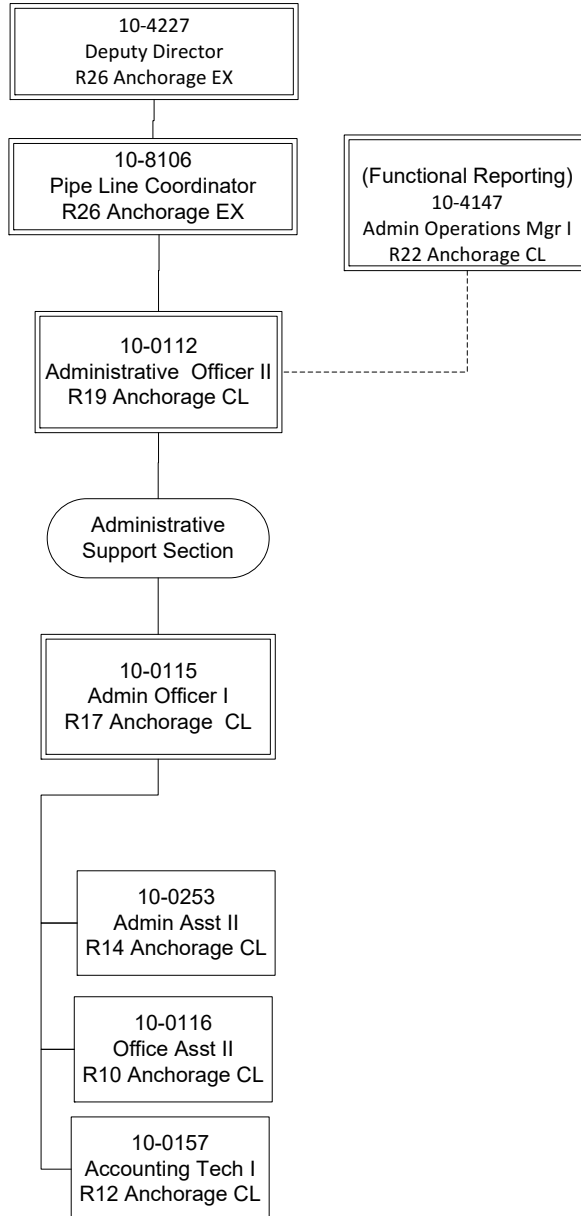 10-4227
Deputy Director
R26 Anchorage EX
10-8106
Pipe Line Coordinator
R26 Anchorage EX
(Functional Reporting)
10-4147
Admin Operations Mgr I
R22 Anchorage CL
10-0112
Administrative  Officer II
R19 Anchorage CL
Administrative
Support Section
10-0115
Admin Officer I
R17 Anchorage  CL
10-0253
Admin Asst II
R14 Anchorage CL
10-0116
Office Asst II
R10 Anchorage CL
10-0157
Accounting Tech I
R12 Anchorage CL